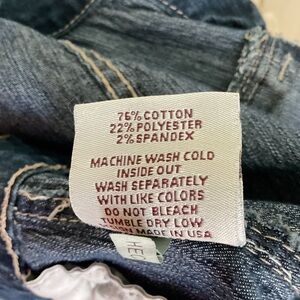 76% COTTON
22% POLYESTER
2% SPANDEX
MACHINE WASH COLD
INSIDE OUT
WASH SEPARATELY
WITH LIKE COLORS
DO NOT BLEACH
TUMBLE DRY LOW
MADE IN USA
HE